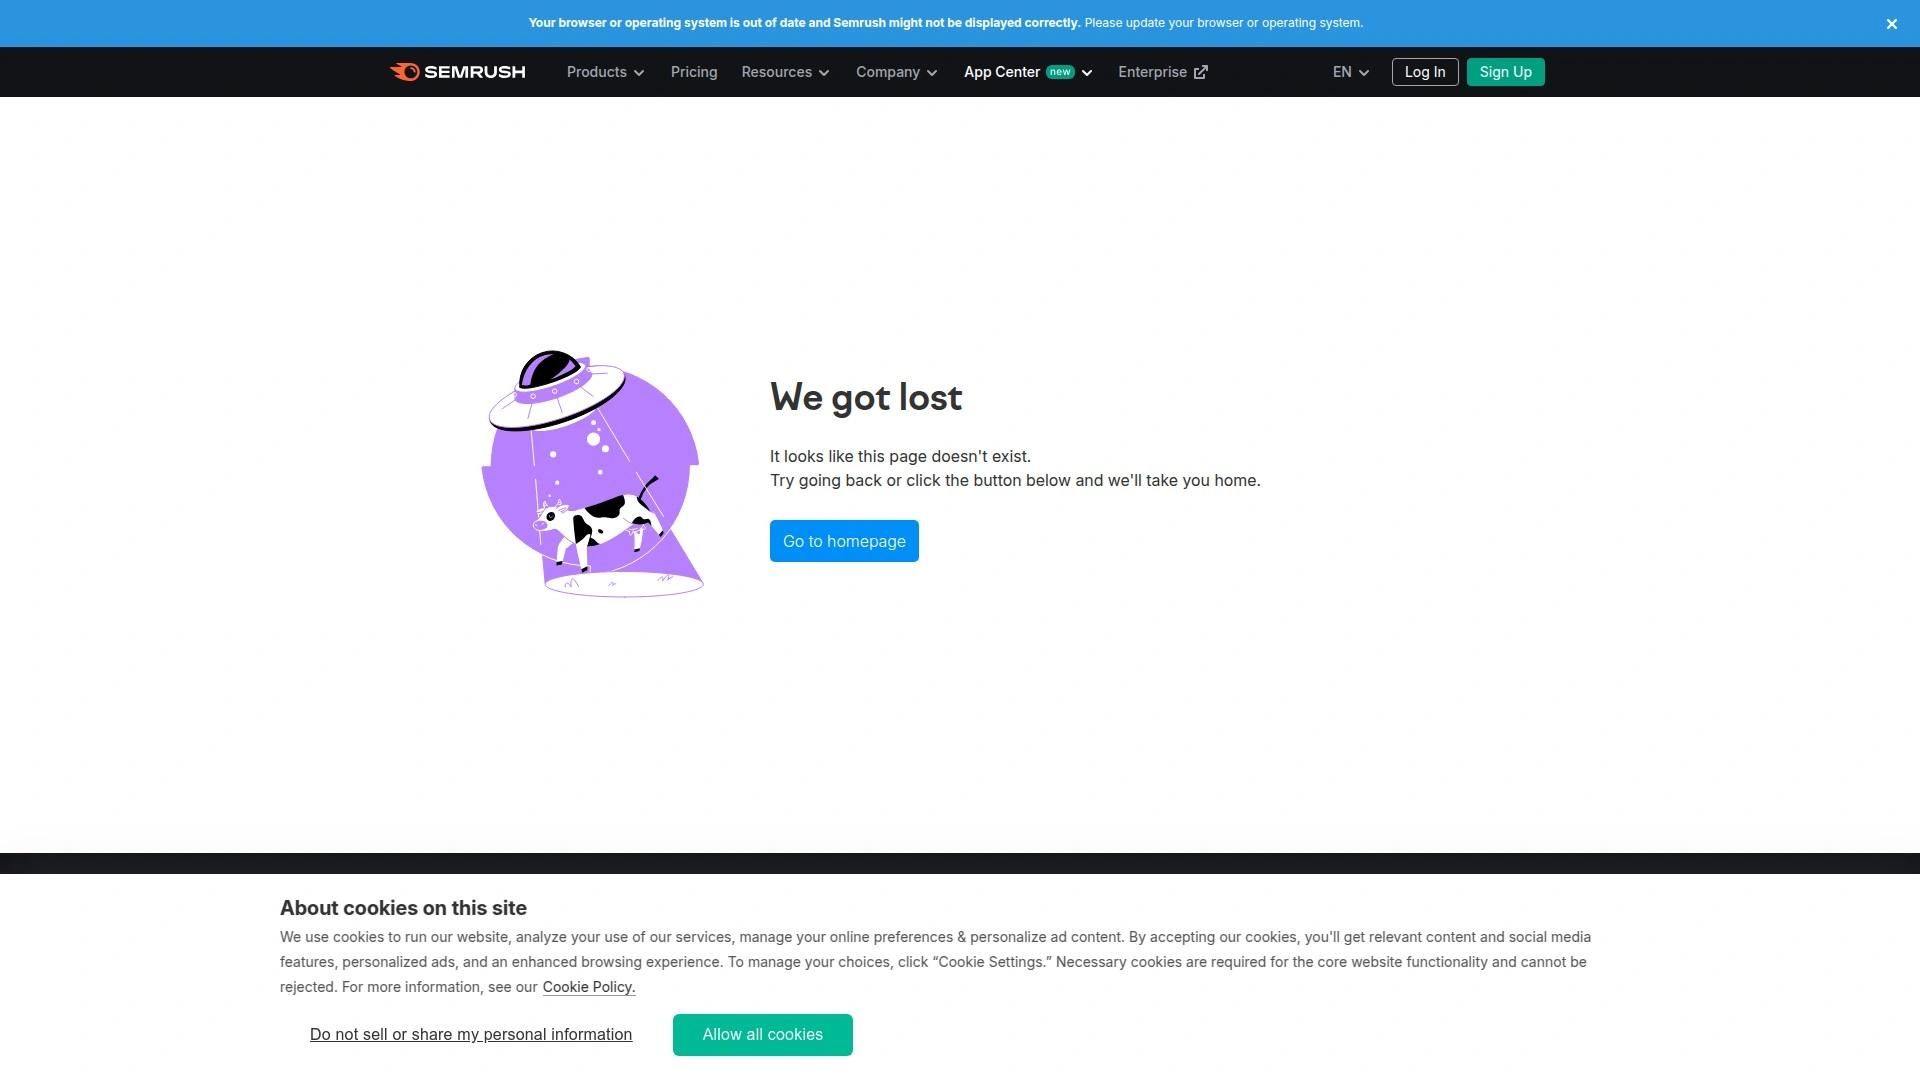 Your browser or operating system is out of date and Semrush might not be displayed correctly. Please update your browser or operating system.
SEMRUSH Products Pricing Resources Company App Center new Enterprise EN Log In Sign Up
We got lost
It looks like this page doesn't exist.
Try going back or click the button below and we'll take you home.
Go to homepage
About cookies on this site
We use cookies to run our website, analyze your use of our services, manage your online preferences & personalize ad content. By accepting our cookies, you'll get relevant content and social media
features, personalized ads, and an enhanced browsing experience. To manage your choices, click “Cookie Settings.” Necessary cookies are required for the core website functionality and cannot be
rejected. For more information, see our Cookie Policy.
Do not sell or share my personal information Allow all cookies